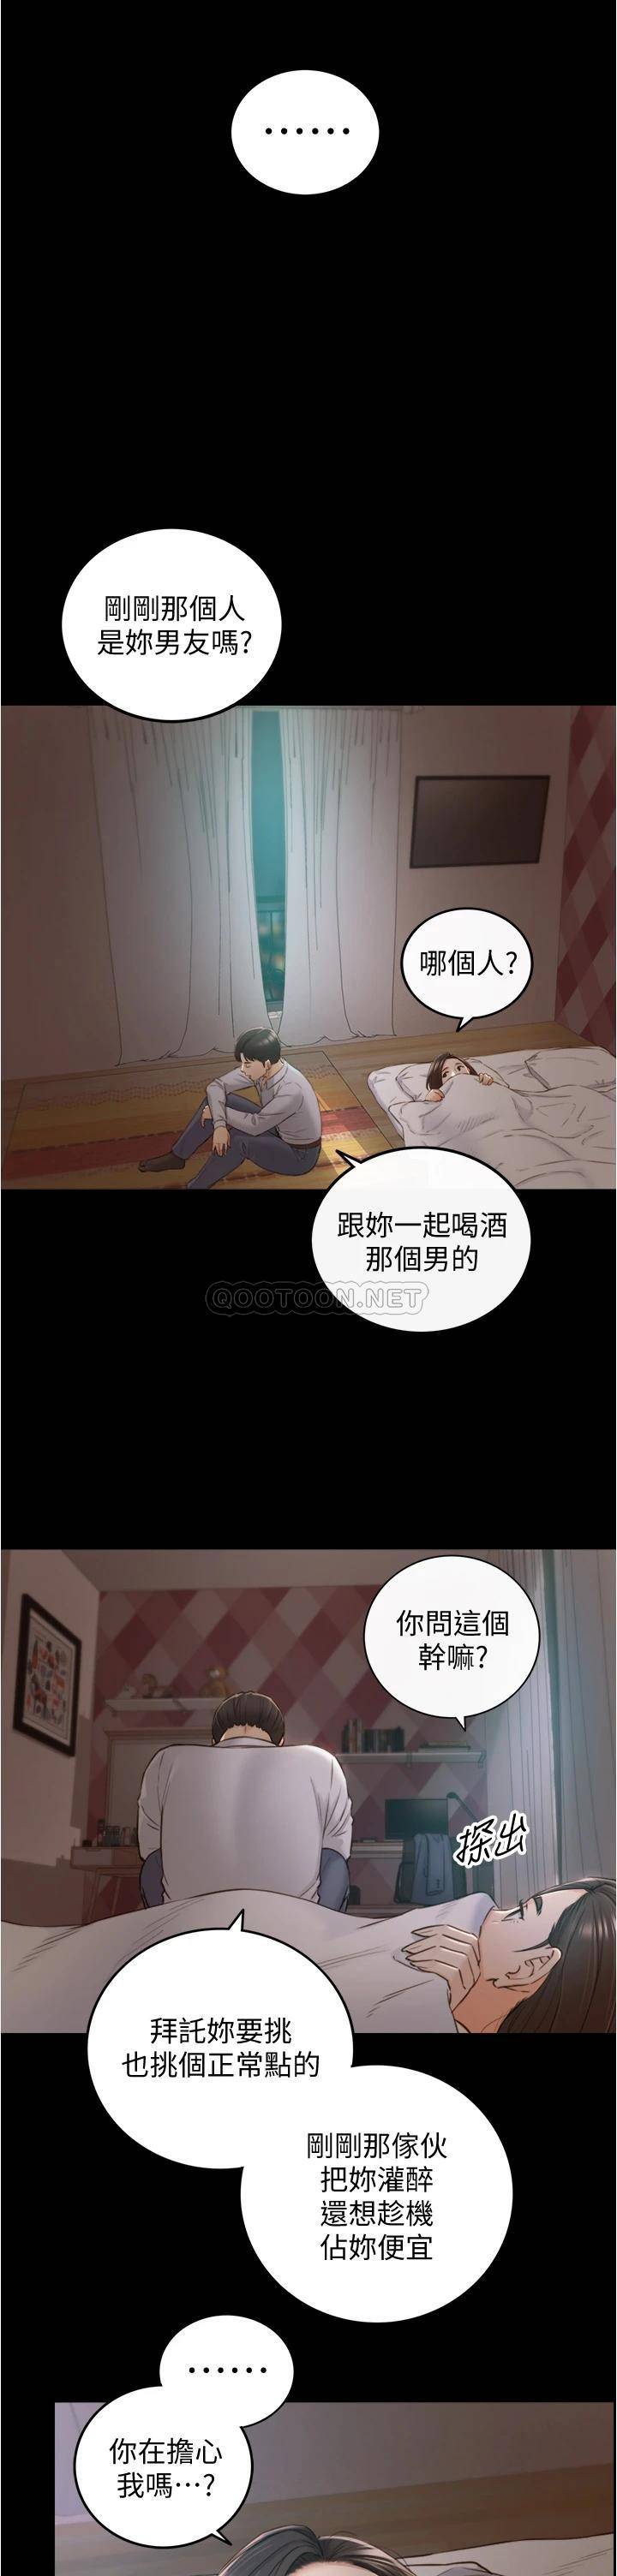 ……
剛剛那個人
是妳男友嗎?
哪個人?
跟妳一起喝酒
那個男的
QOOTOON.NET
你問這個
幹嘛?
探出
拜託妳要挑
也挑個正常點的
剛剛那傢伙
把妳灌醉
還想趁機
佔妳便宜
……
你在擔心
我嗎…?